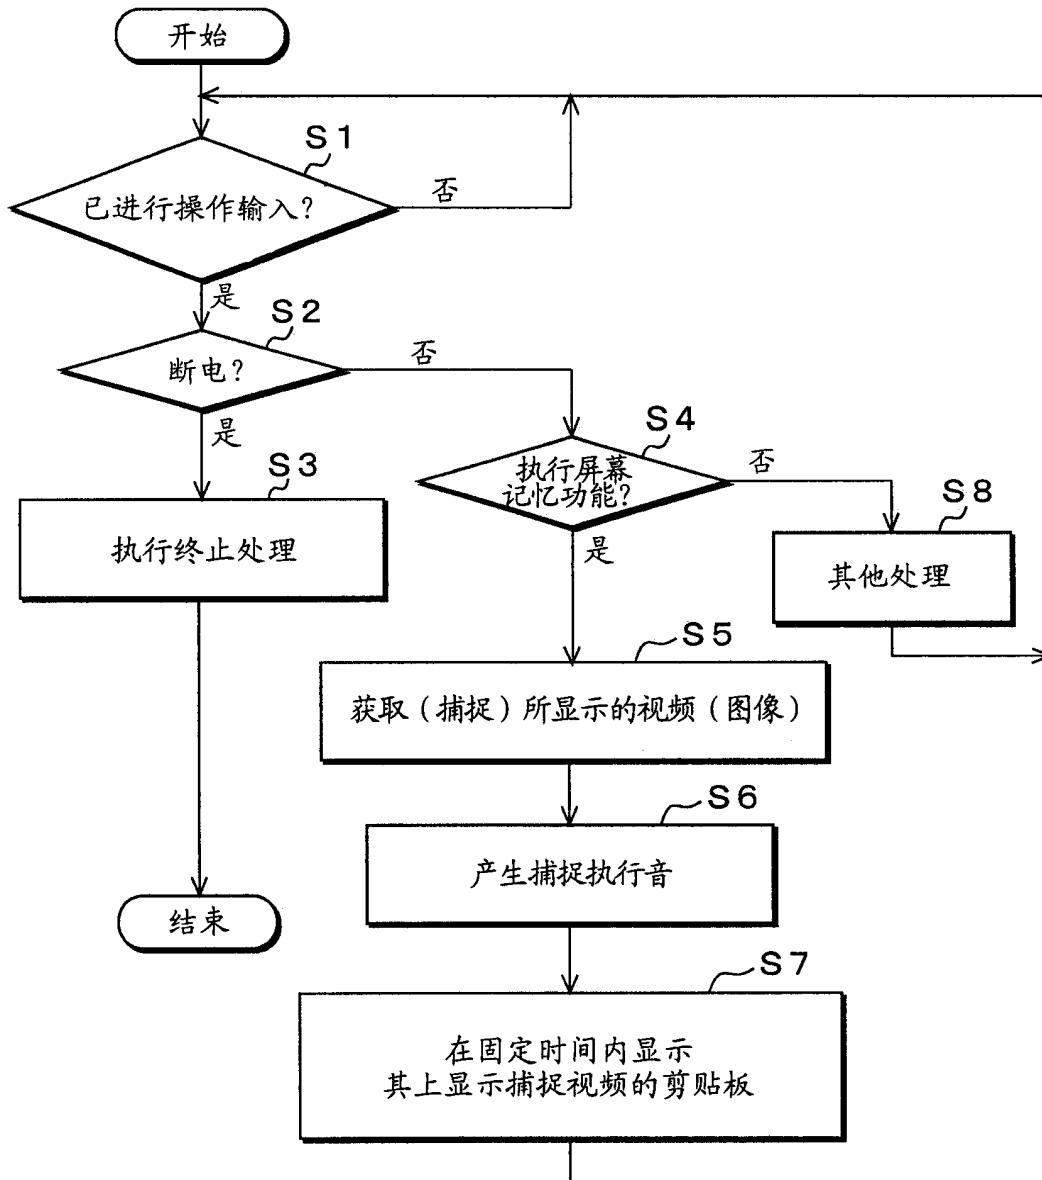 开始
S1
已进行操作输入?
否
是
S2
断电?
否
是
S3
执行终止处理
S4
执行屏幕
记忆功能?
否
是
S8
其他处理
S5
获取(捕捉)所显示的视频(图像)
S6
产生捕捉执行音
结束
S7
在固定时间内显示
其上显示捕捉视频的剪贴板